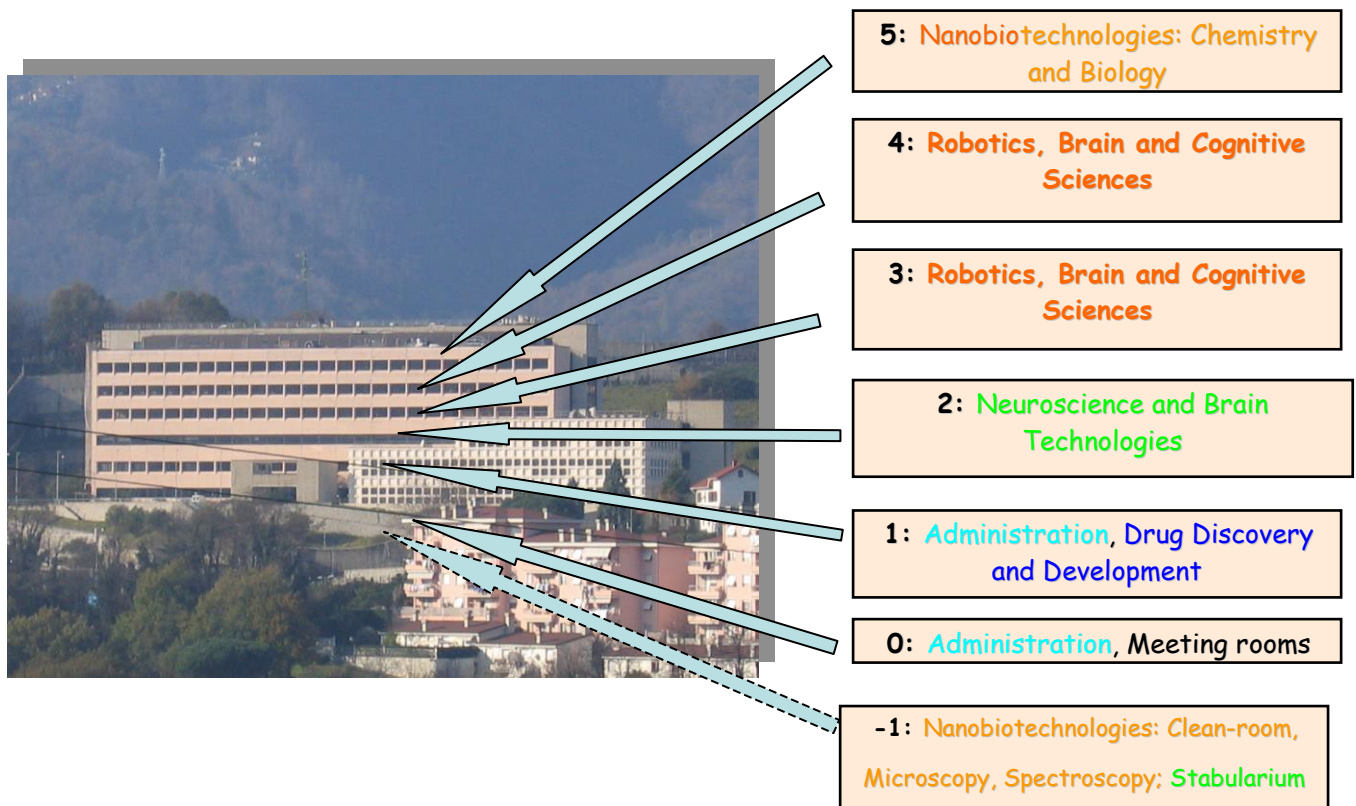 5: Nanobiotechnologies: Chemistry
and Biology
4: Robotics, Brain and Cognitive
Sciences
3: Robotics, Brain and Cognitive
Sciences
2: Neuroscience and Brain
Technologies
1: Administration, Drug Discovery
and Development
0: Administration, Meeting rooms
-1: Nanobiotechnologies: Clean-room,
Microscopy, Spectroscopy; Stabularium